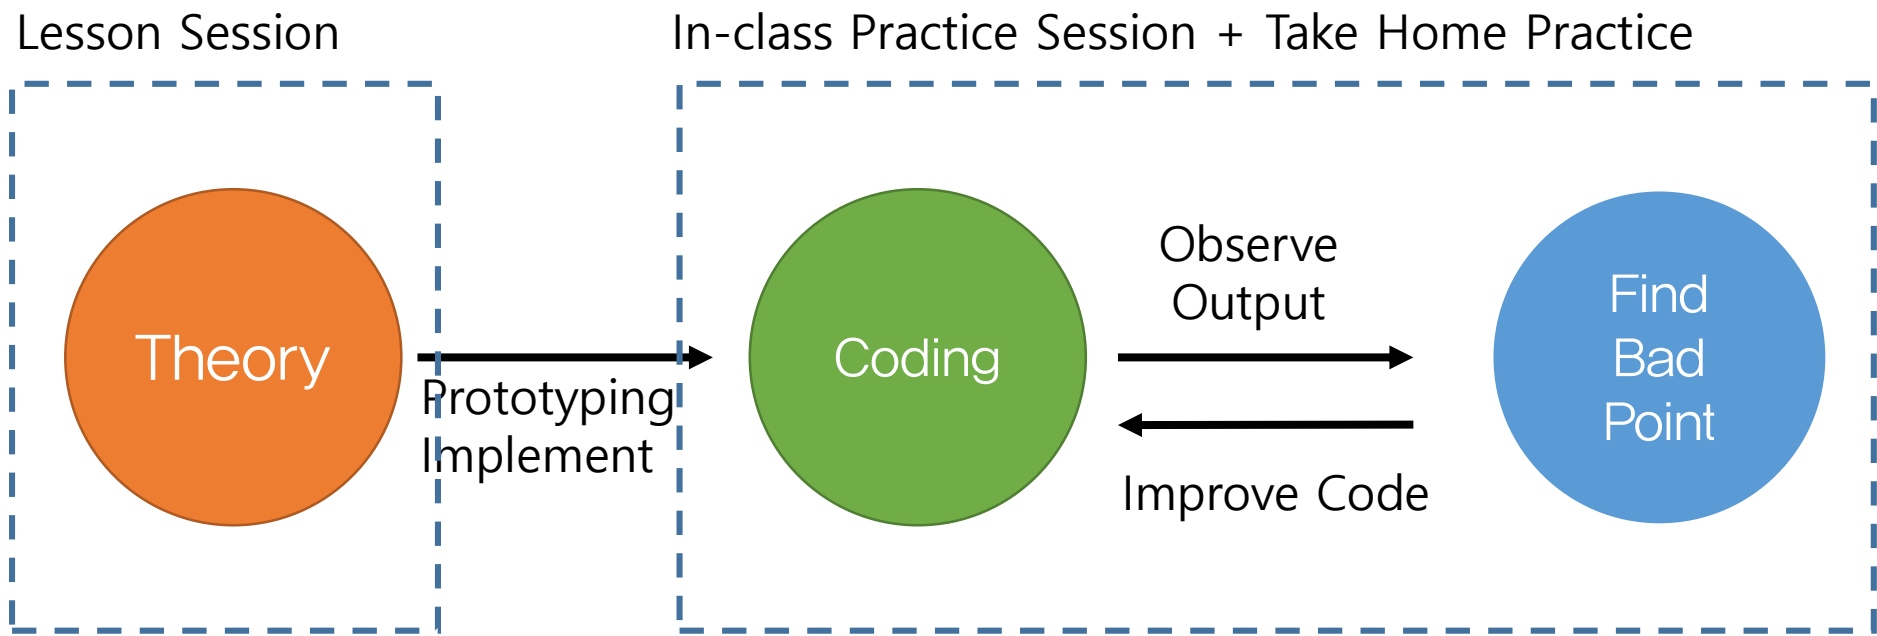 Lesson Session
In-class Practice Session + Take Home Practice
Theory
Prototyping
Implement
Coding
Observe
Output
Improve Code
Find
Bad
Point